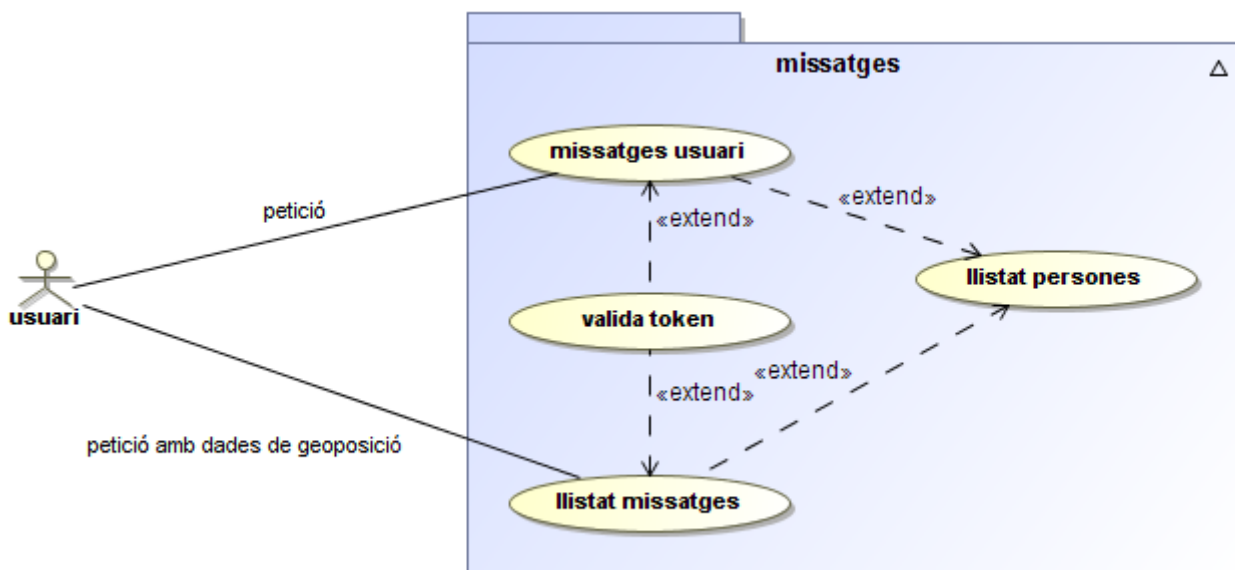 missatges
missatges usuari
petició
«extend»
«extend»
llistat persones
usuari
valida token
«extend»
«extend»
petició amb dades de geoposició
llistat missatges